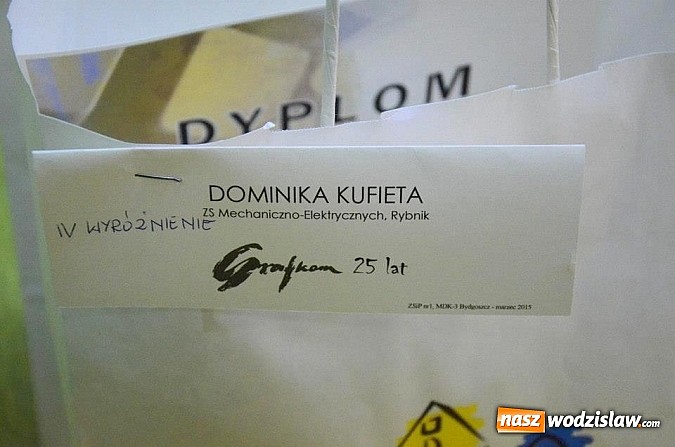 DYPLOM
DOMINIKA KUFIETA
ZS Mechaniczno-Elektrycznych, Rybnik
IV WYRÓŻNIENIE
Grafkom 25 lat
ZSiP nr1, MDK-3 Bydgoszcz - marzec 2015
nasz wodzislaw.com